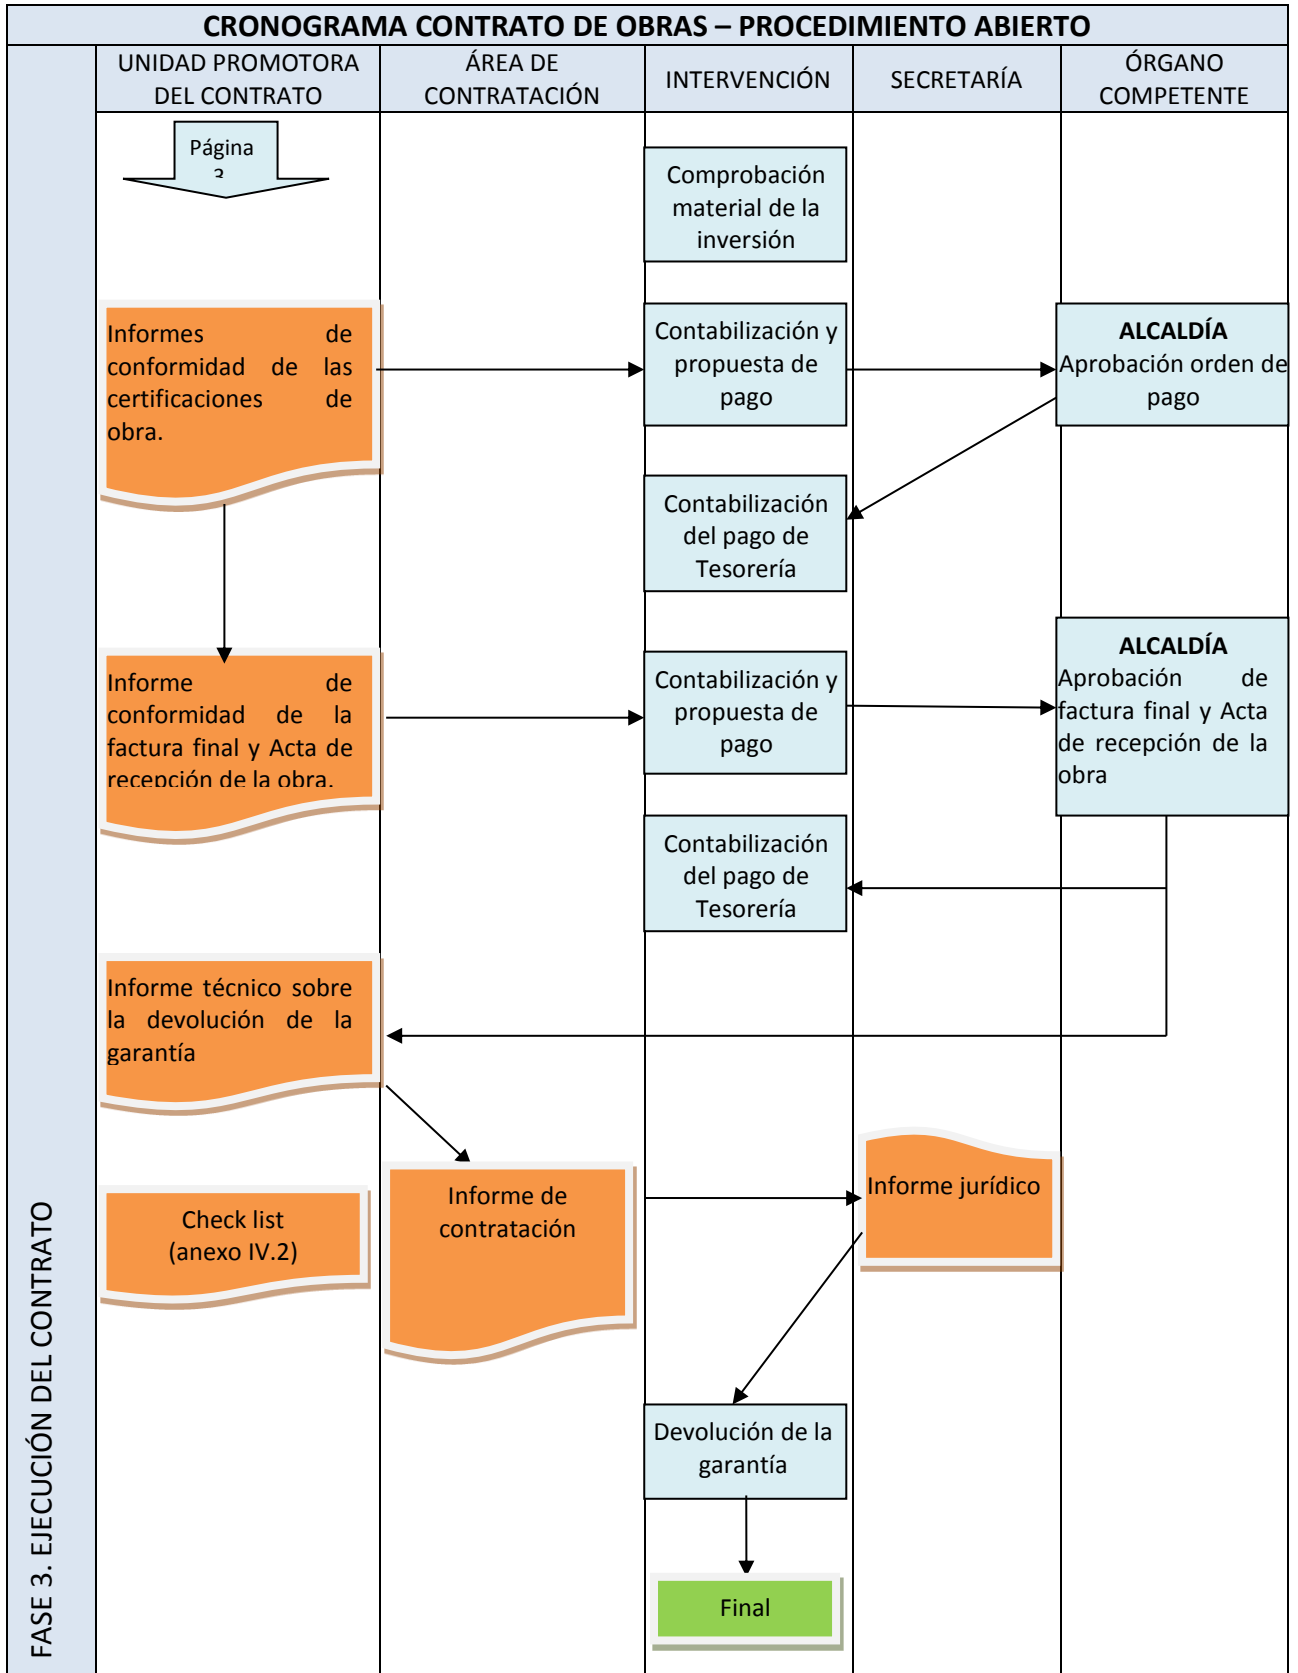 CRONOGRAMA CONTRATO DE OBRAS – PROCEDIMIENTO ABIERTO
UNIDAD PROMOTORA
DEL CONTRATO
ÁREA DE
CONTRATACIÓN
INTERVENCIÓN
SECRETARÍA
ÓRGANO
COMPETENTE
Página
3
Comprobación
material de la
inversión
Informes de
conformidad de las
certificaciones de
obra.
Contabilización y
propuesta de
pago
ALCALDÍA
Aprobación orden de
pago
Contabilización
del pago de
Tesorería
Informe de
conformidad de la
factura final y Acta de
recepción de la obra.
Contabilización y
propuesta de
pago
ALCALDÍA
Aprobación de
factura final y Acta
de recepción de la
obra
Contabilización
del pago de
Tesorería
Informe técnico sobre
la devolución de la
garantía
Check list
(anexo IV.2)
Informe de
contratación
Informe jurídico
Devolución de la
garantía
Final
FASE 3. EJECUCIÓN DEL CONTRATO